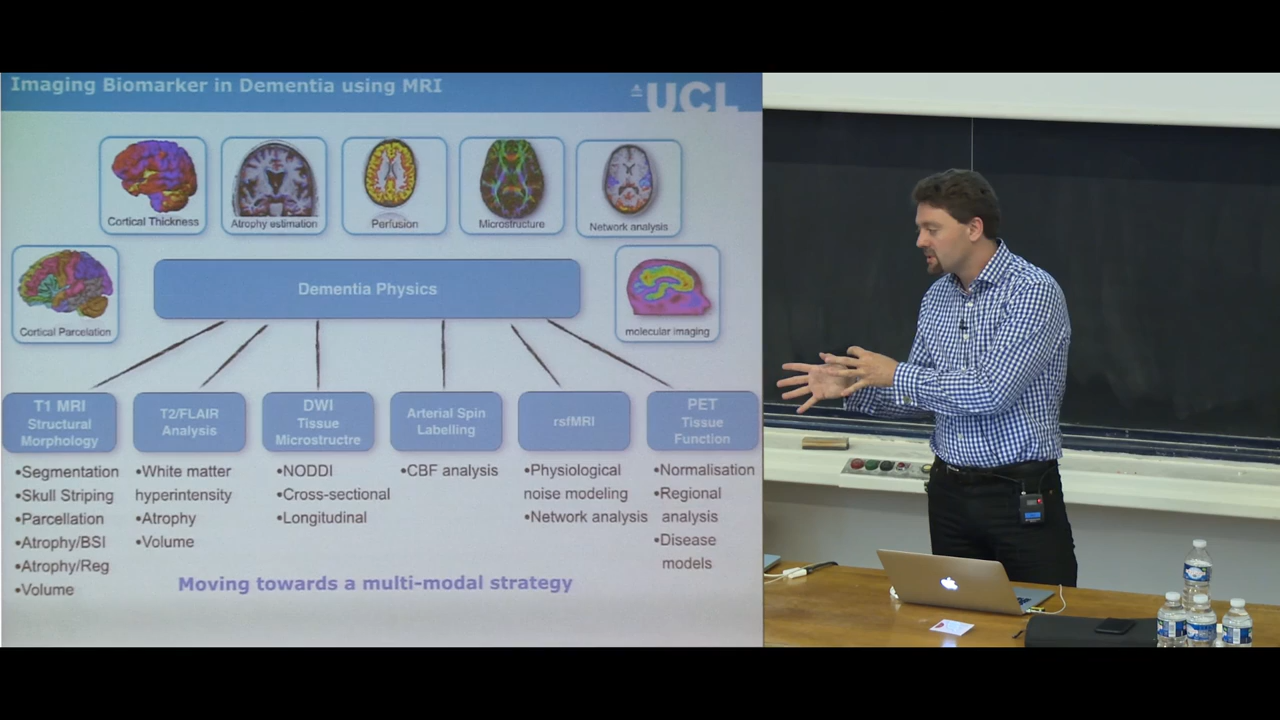 Imaging Biomarker in Dementia using MRI
UCL
Cortical Thickness
Atrophy estimation
Perfusion
Microstructure
Network analysis
Cortical Parcelation
Dementia Physics
molecular imaging
T1 MRI
Structural
Morphology
T2/FLAIR
Analysis
DWI
Tissue
Microstructre
Arterial Spin
Labelling
rsfMRI
PET
Tissue
Function
•Segmentation
•Skull Striping
•Parcellation
•Atrophy/BSI
•Atrophy/Reg
•Volume
•White matter
hyperintensity
•Atrophy
•Volume
•NODDI
•Cross-sectional
•Longitudinal
•CBF analysis
•Physiological
noise modeling
•Network analysis
•Normalisation
•Regional
analysis
•Disease
models
Moving towards a multi-modal strategy